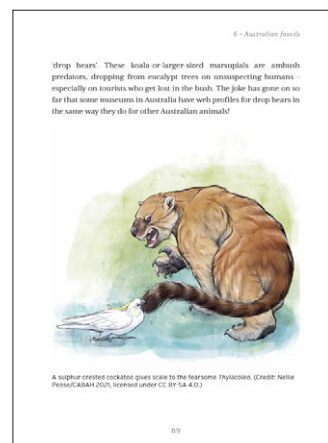 6 – Australian fossils
'drop bears'. These koala-or-larger-sized marsupials are ambush
predators, dropping from eucalypt trees on unsuspecting humans –
especially on tourists who get lost in the bush. The joke has gone on so
far that some museums in Australia have web profiles for drop bears in
the same way they do for other Australian animals!
A sulphur-crested cockatoo gives scale to the fearsome Thylacoleo. (Credit: Nellie
Pease/CABAH 2021, licensed under CC BY-SA 4.0.)
89